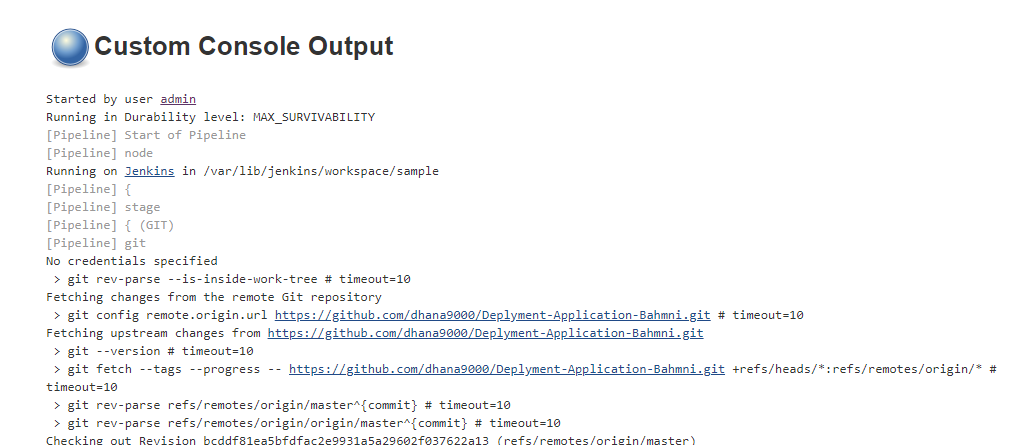 Custom Console Output
Started by user admin
Running in Durability level: MAX_SURVIVABILITY
[Pipeline] Start of Pipeline
[Pipeline] node
Running on Jenkins in /var/lib/jenkins/workspace/sample
[Pipeline] {
[Pipeline] stage
[Pipeline] { (GIT)
[Pipeline] git
No credentials specified
 > git rev-parse --is-inside-work-tree # timeout=10
Fetching changes from the remote Git repository
 > git config remote.origin.url https://github.com/dhana9000/Deplyment-Application-Bahmni.git # timeout=10
Fetching upstream changes from https://github.com/dhana9000/Deplyment-Application-Bahmni.git
 > git --version # timeout=10
 > git fetch --tags --progress -- https://github.com/dhana9000/Deplyment-Application-Bahmni.git +refs/heads/*:refs/remotes/origin/* #
timeout=10
 > git rev-parse refs/remotes/origin/master^{commit} # timeout=10
 > git rev-parse refs/remotes/origin/origin/master^{commit} # timeout=10
Checking out Revision bcddf81ea5bfdfac2e9931a5a29602f037622a13 (refs/remotes/origin/master)